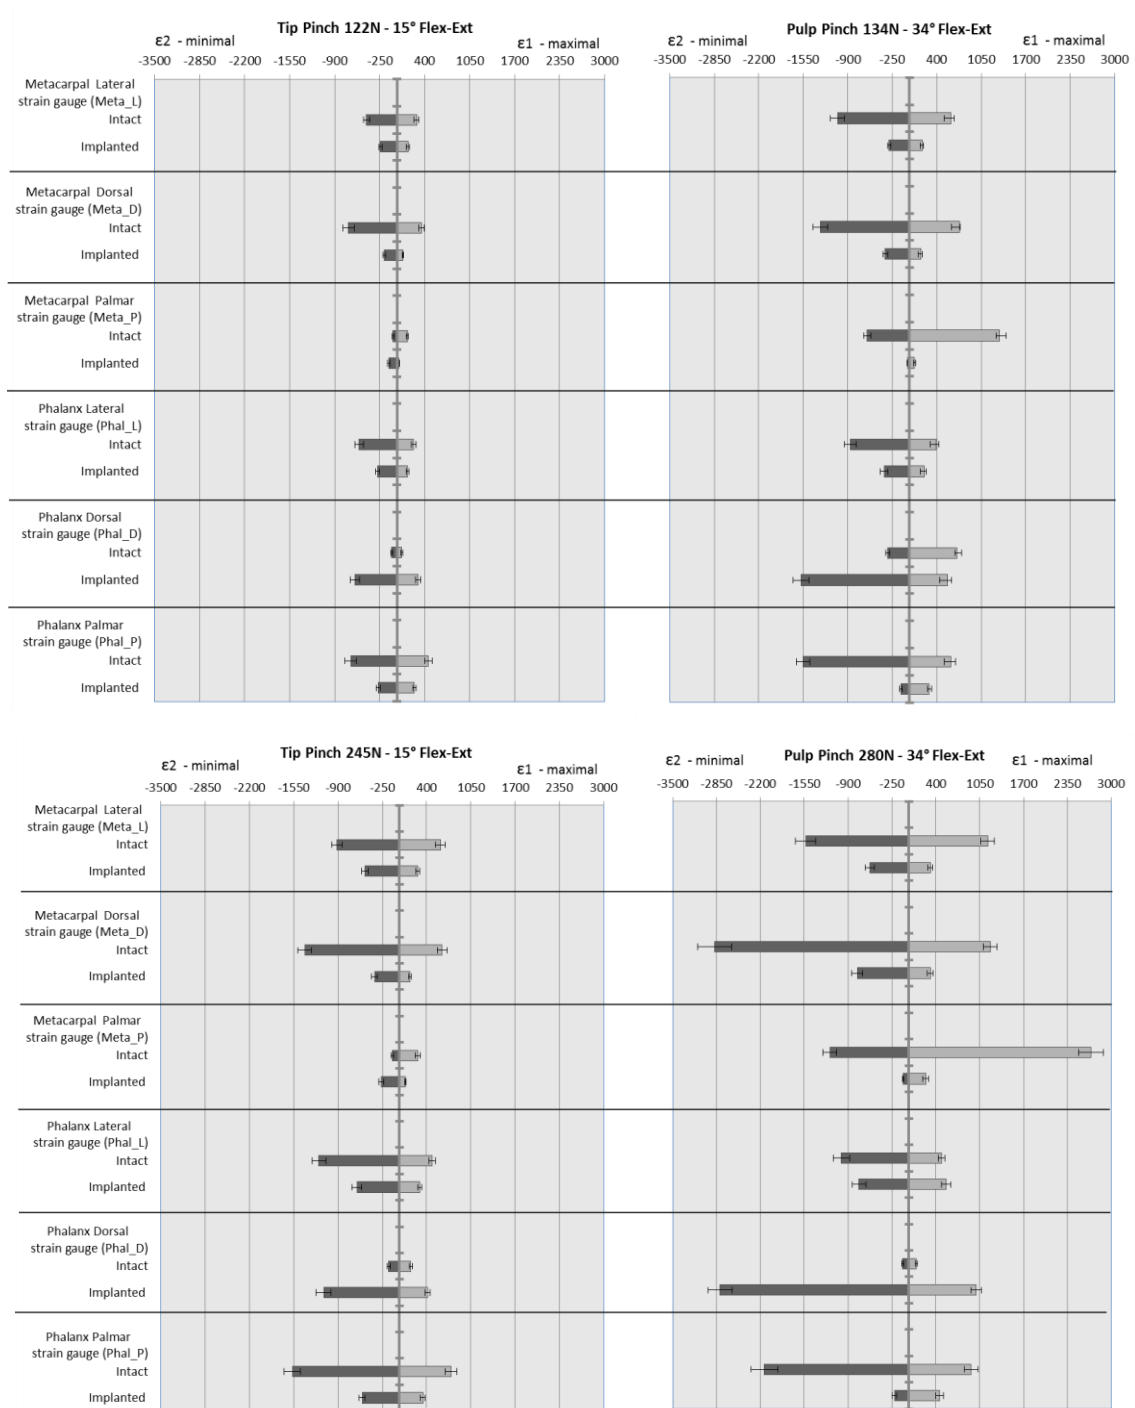 Tip Pinch 122N - 15° Flex-Ext
ε2 - minimal
ε1 - maximal
-3500 -2850 -2200 -1550 -900 -250 400 1050 1700 2350 3000
Pulp Pinch 134N - 34° Flex-Ext
ε2 - minimal
ε1 - maximal
-3500 -2850 -2200 -1550 -900 -250 400 1050 1700 2350 3000
Metacarpal Lateral
strain gauge (Meta_L)
Intact
Implanted
Metacarpal Dorsal
strain gauge (Meta_D)
Intact
Implanted
Metacarpal Palmar
strain gauge (Meta_P)
Intact
Implanted
Phalanx Lateral
strain gauge (Phal_L)
Intact
Implanted
Phalanx Dorsal
strain gauge (Phal_D)
Intact
Implanted
Phalanx Palmar
strain gauge (Phal_P)
Intact
Implanted
Tip Pinch 245N - 15° Flex-Ext
ε2 - minimal
ε1 - maximal
-3500 -2850 -2200 -1550 -900 -250 400 1050 1700 2350 3000
Pulp Pinch 280N - 34° Flex-Ext
ε2 - minimal
ε1 - maximal
-3500 -2850 -2200 -1550 -900 -250 400 1050 1700 2350 3000
Metacarpal Lateral
strain gauge (Meta_L)
Intact
Implanted
Metacarpal Dorsal
strain gauge (Meta_D)
Intact
Implanted
Metacarpal Palmar
strain gauge (Meta_P)
Intact
Implanted
Phalanx Lateral
strain gauge (Phal_L)
Intact
Implanted
Phalanx Dorsal
strain gauge (Phal_D)
Intact
Implanted
Phalanx Palmar
strain gauge (Phal_P)
Intact
Implanted